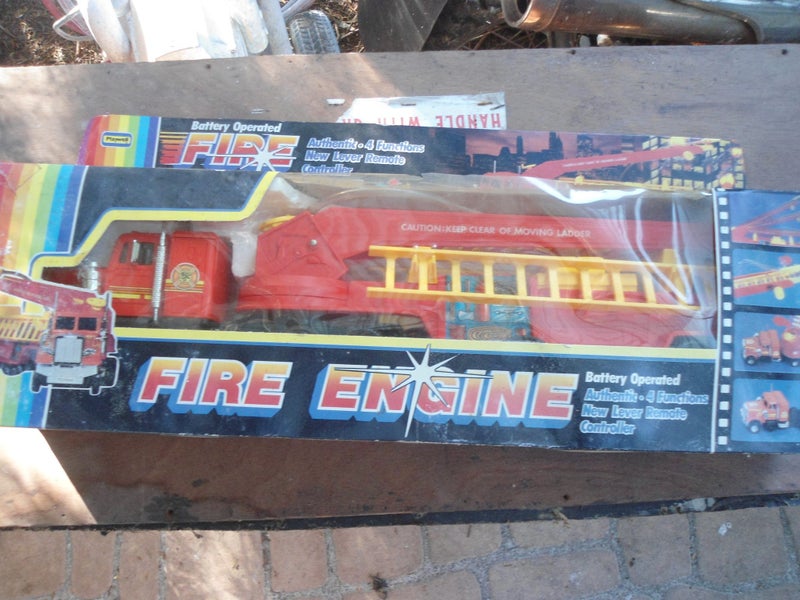 HANDLE WITH
Playwell
Battery Operated
FIRE
Authentic • 4 Functions
New Lever Remote
Controller
CAUTION:KEEP CLEAR OF MOVING LADDER
FIRE ENGINE
Battery Operated
Authentic • 4 Functions
New Lever Remote
Controller